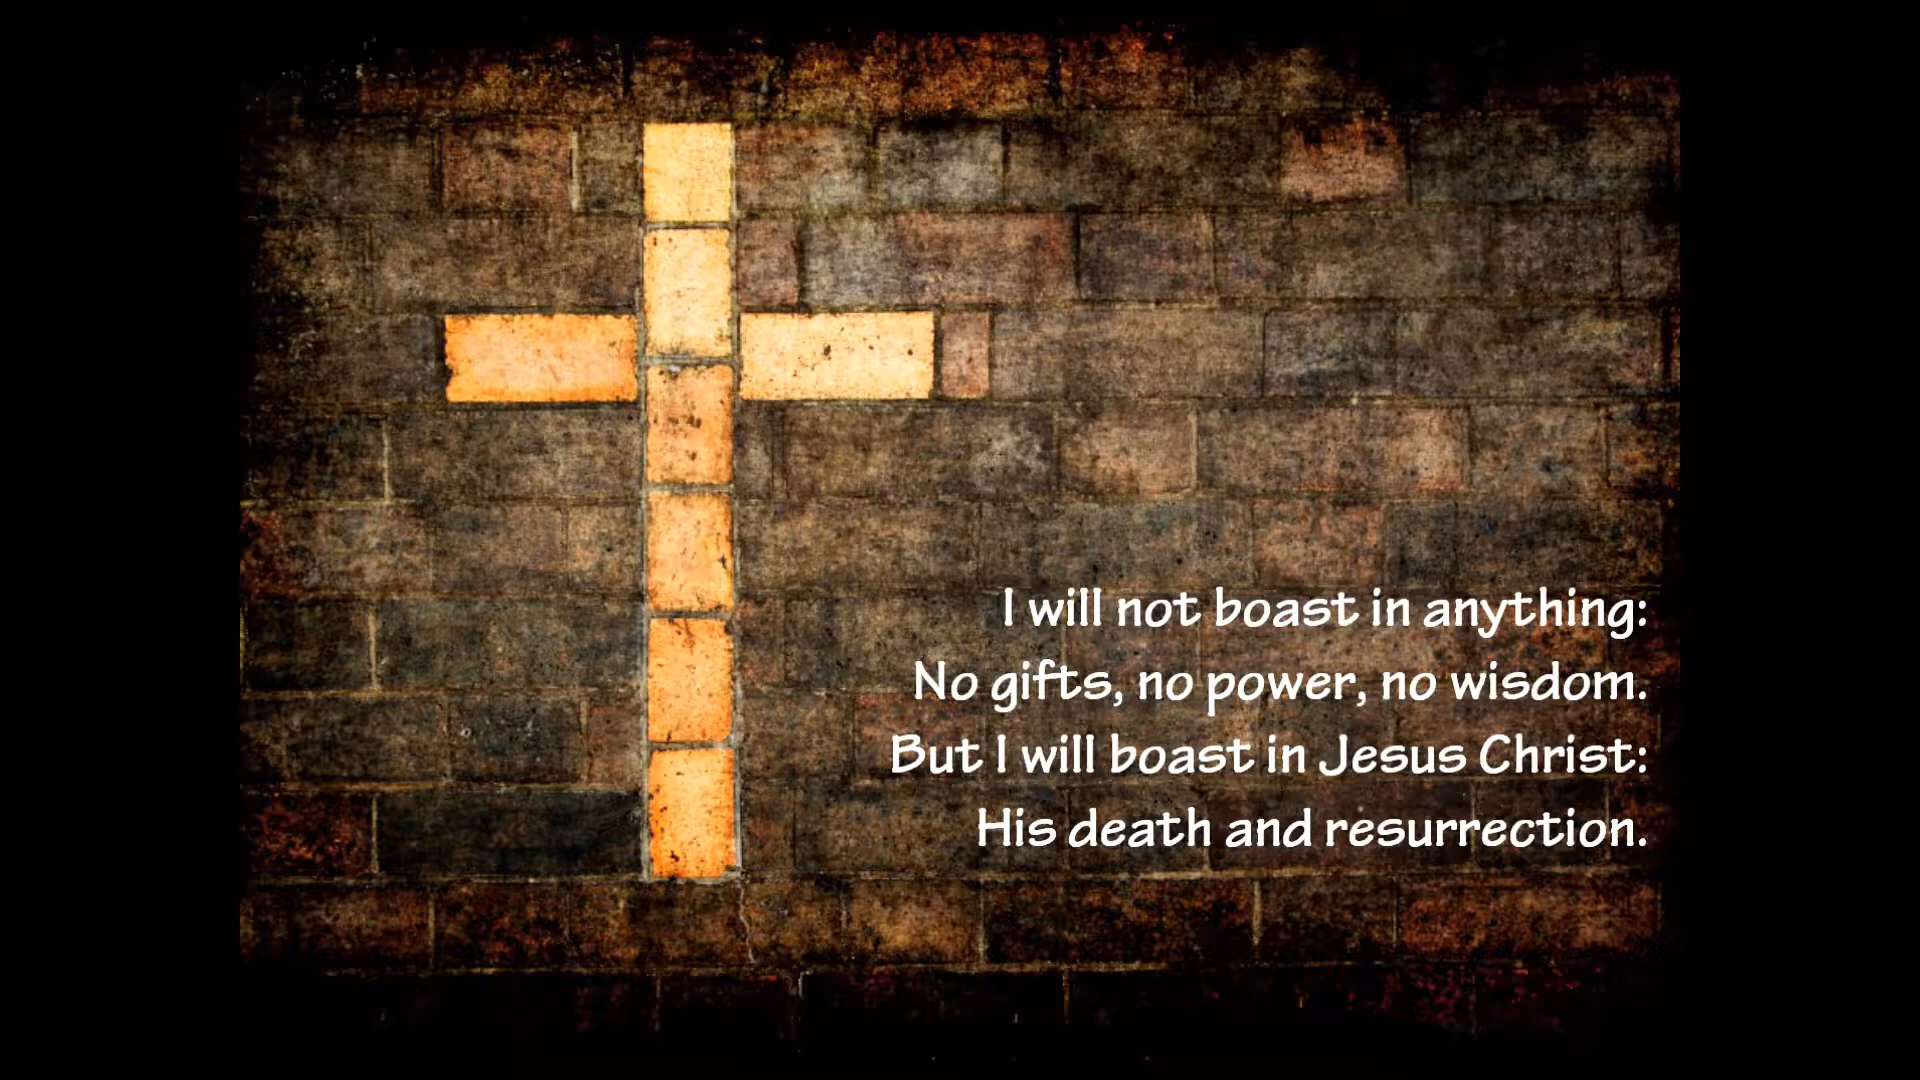 I will not boast in anything:
No gifts, no power, no wisdom.
But I will boast in Jesus Christ:
His death and resurrection.